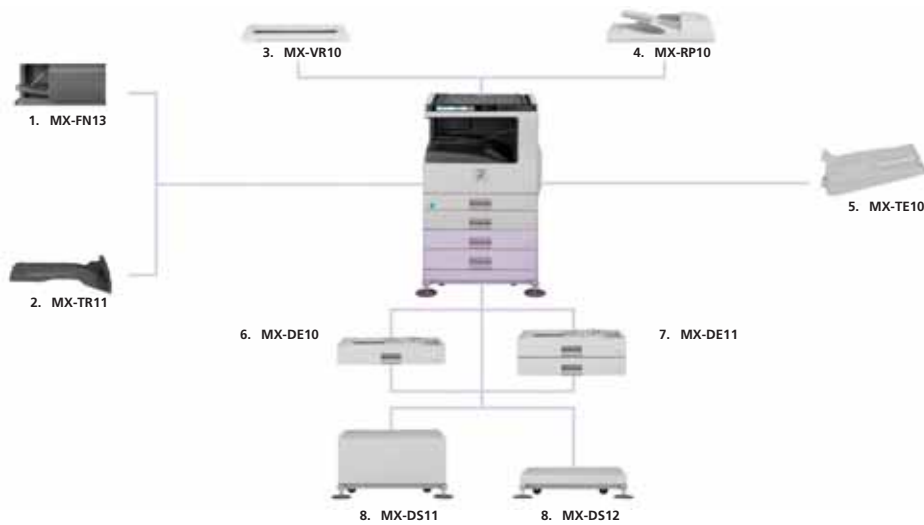 3. MX-VR10
4. MX-RP10
1. MX-FN13
5. MX-TE10
2. MX-TR11
6. MX-DE10
7. MX-DE11
8. MX-DS11
8. MX-DS12